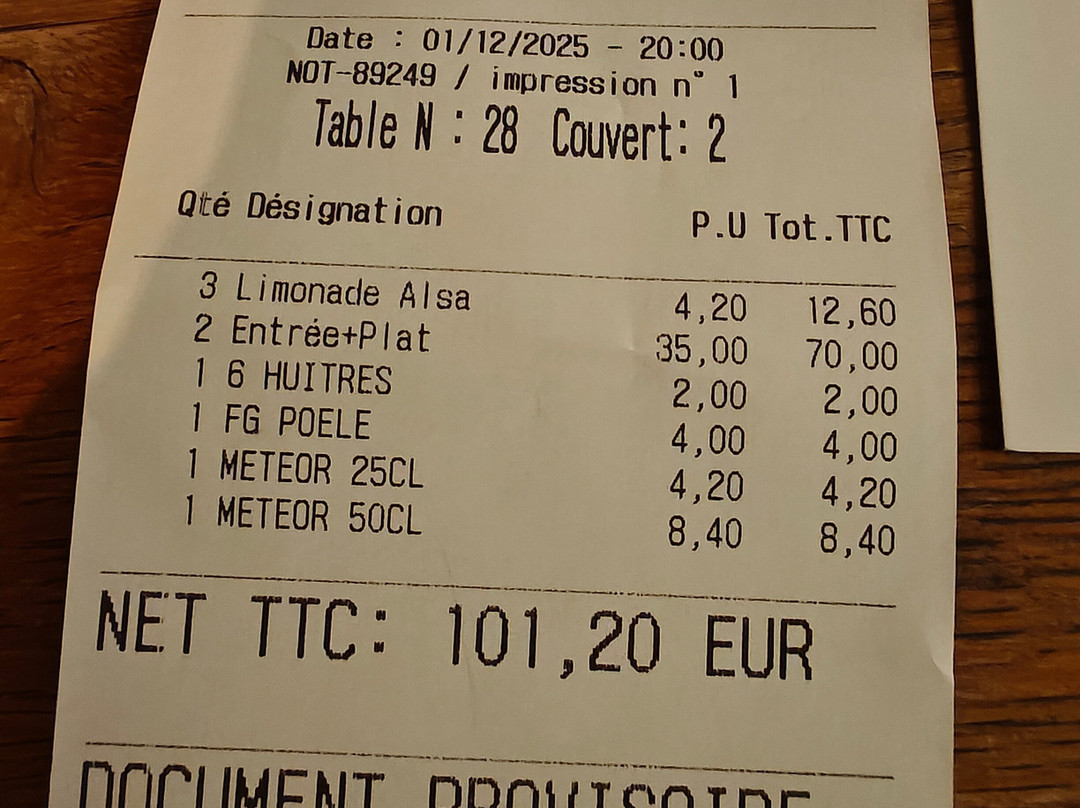 Date : 01/12/2025 - 20:00
NOT-89249 / impression n° 1
Table N : 28 Couvert: 2
Qté Désignation P.U Tot.TTC
3 Limonade Alsa 4,20 12,60
2 Entrée+Plat 35,00 70,00
1 6 HUITRES 2,00 2,00
1 FG POELE 4,00 4,00
1 METEOR 25CL 4,20 4,20
1 METEOR 50CL 8,40 8,40
NET TTC: 101,20 EUR
DOCUMENT PROVISOIRE